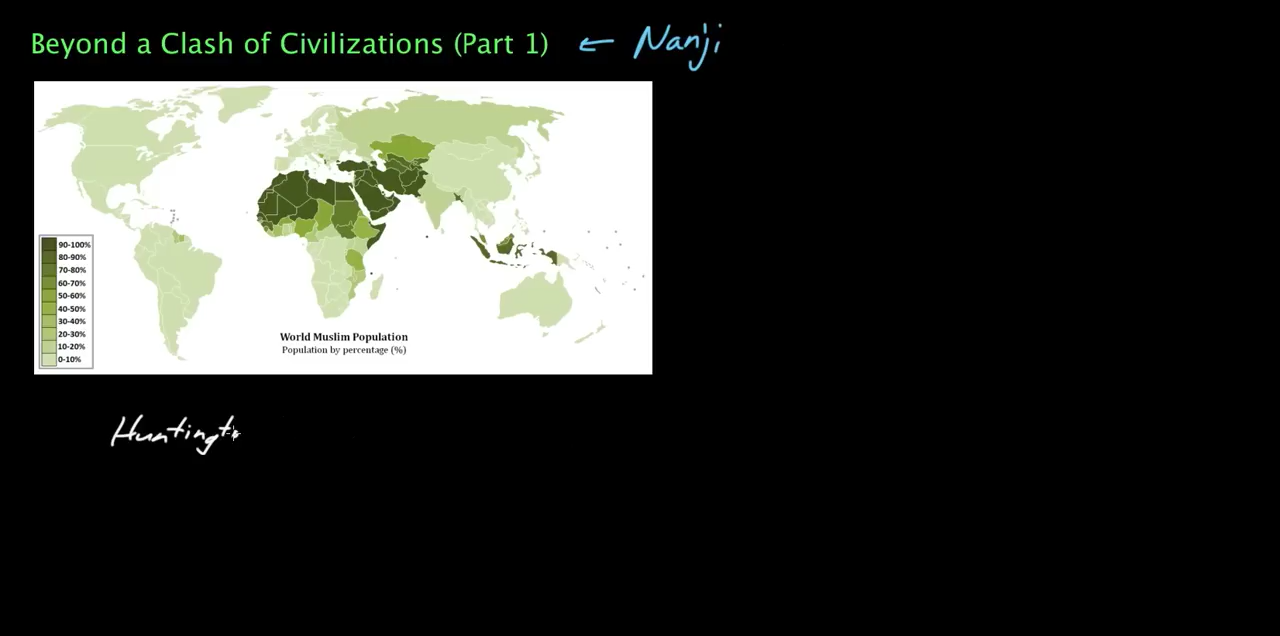 Beyond a Clash of Civilizations (Part 1) ← Nanji
90-100%
80-90%
70-80%
60-70%
50-60%
40-50%
30-40%
20-30%
10-20%
0-10%
World Muslim Population
Population by percentage (%)
Huntingto